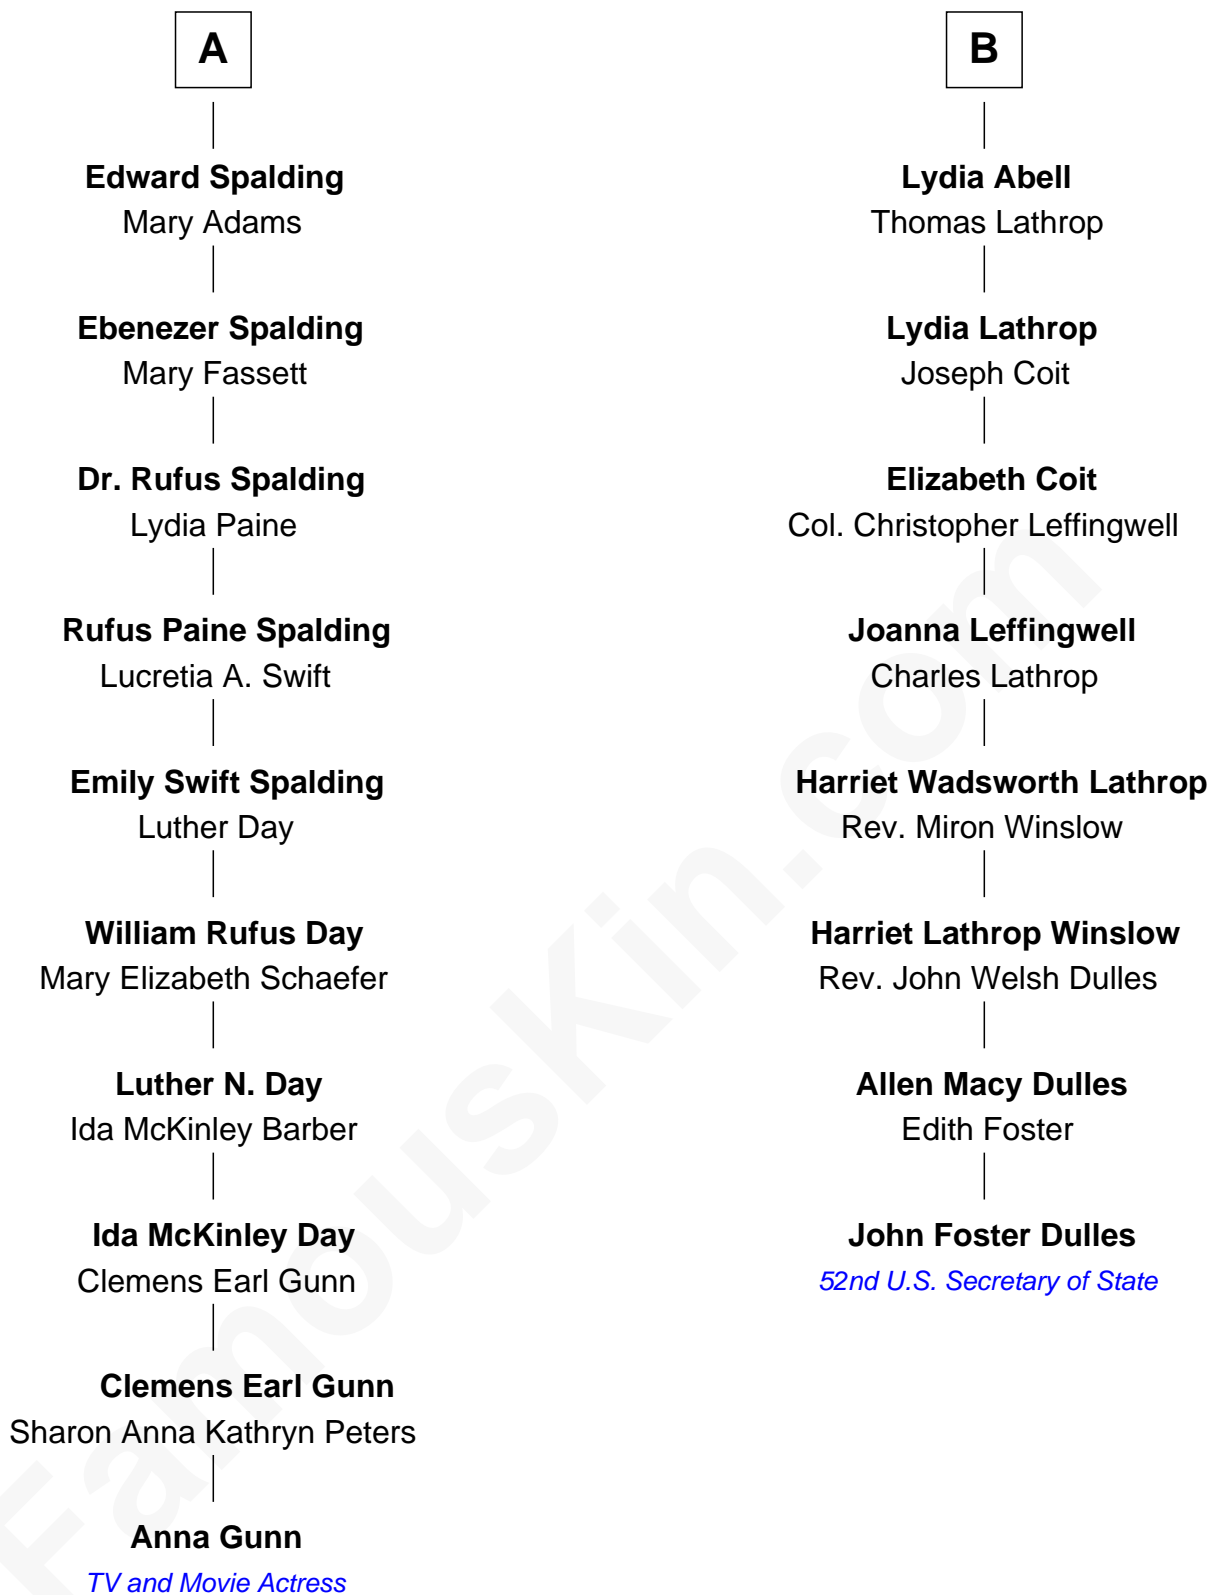 A
Edward Spalding
Mary Adams
Ebenezer Spalding
Mary Fassett
Dr. Rufus Spalding
Lydia Paine
Rufus Paine Spalding
Lucretia A. Swift
Emily Swift Spalding
Luther Day
William Rufus Day
Mary Elizabeth Schaefer
Luther N. Day
Ida McKinley Barber
Ida McKinley Day
Clemens Earl Gunn
Clemens Earl Gunn
Sharon Anna Kathryn Peters
Anna Gunn
TV and Movie Actress
B
Lydia Abell
Thomas Lathrop
Lydia Lathrop
Joseph Coit
Elizabeth Coit
Col. Christopher Leffingwell
Joanna Leffingwell
Charles Lathrop
Harriet Wadsworth Lathrop
Rev. Miron Winslow
Harriet Lathrop Winslow
Rev. John Welsh Dulles
Allen Macy Dulles
Edith Foster
John Foster Dulles
52nd U.S. Secretary of State
FamousKin.com